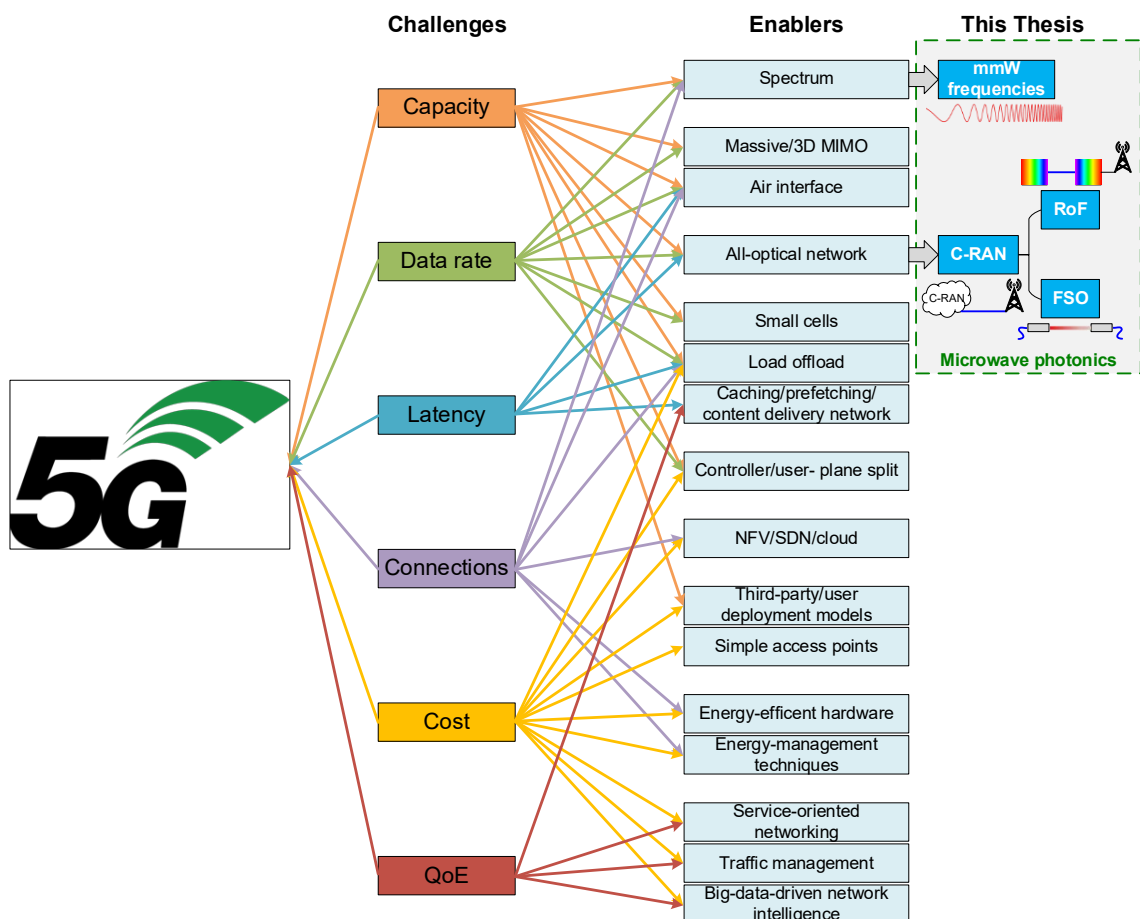 Challenges
Enablers
This Thesis
Capacity
Data rate
Latency
Connections
Cost
QoE
5G
Spectrum
Massive/3D MIMO
Air interface
All-optical network
Small cells
Load offload
Caching/prefetching/
content delivery network
Controller/user- plane split
NFV/SDN/cloud
Third-party/user
deployment models
Simple access points
Energy-efficent hardware
Energy-management
techniques
Service-oriented
networking
Traffic management
Big-data-driven network
intelligence
mmW
frequencies
RoF
C-RAN
C-RAN
FSO
Microwave photonics